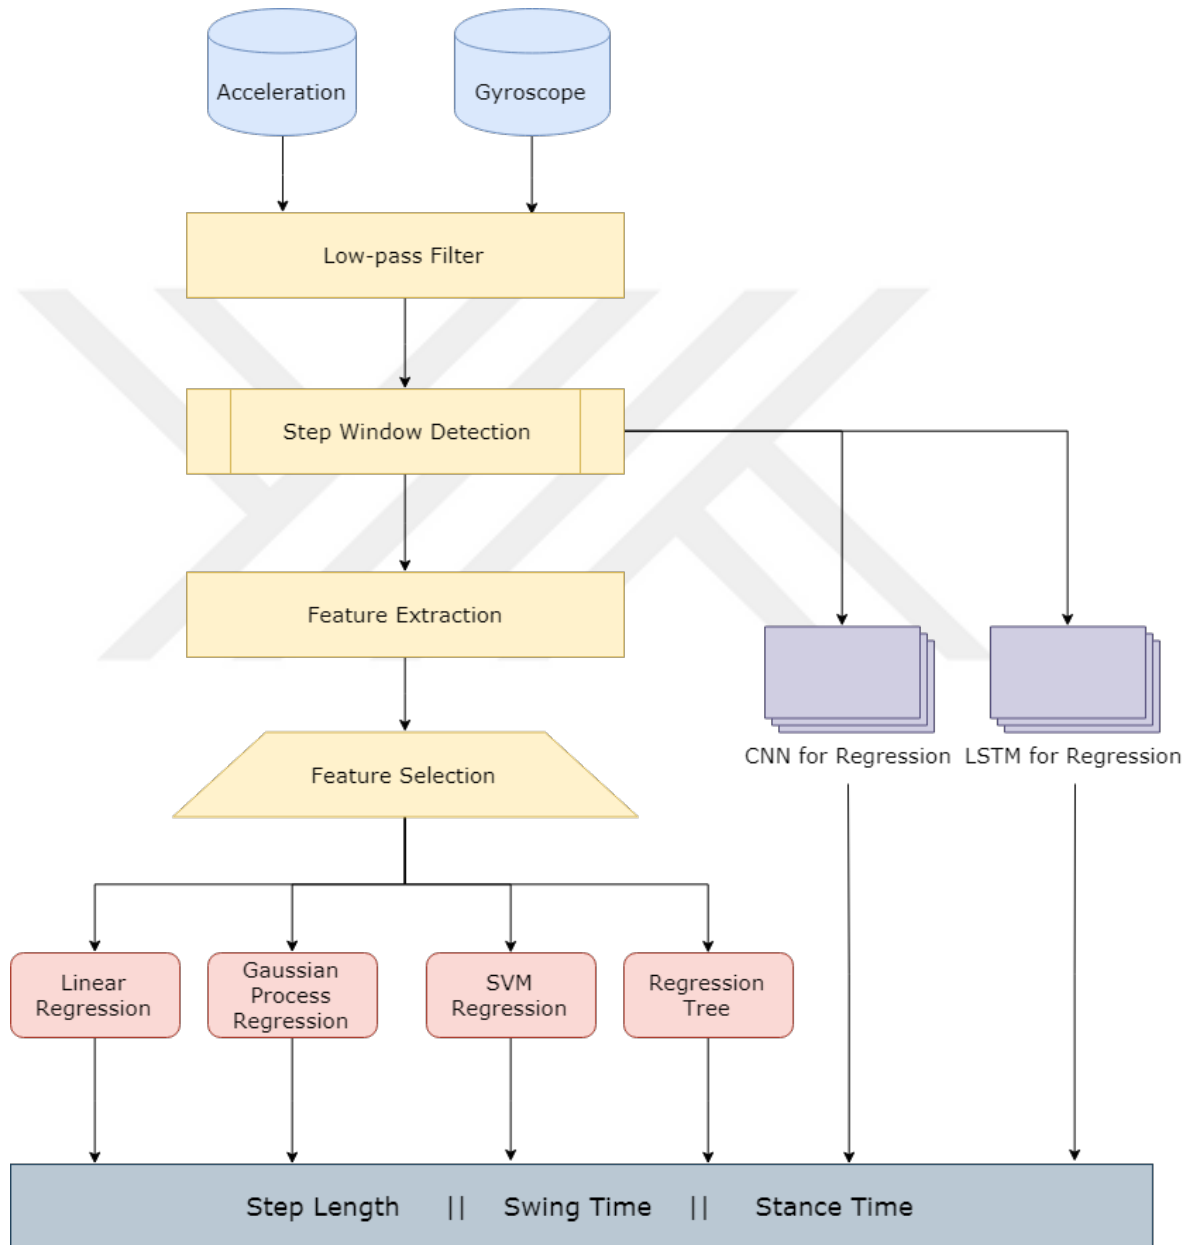 Acceleration
Gyroscope
Low-pass Filter
Step Window Detection
Feature Extraction
Feature Selection
CNN for Regression
LSTM for Regression
Linear
Regression
Gaussian
Process
Regression
SVM
Regression
Regression
Tree
Step Length || Swing Time || Stance Time